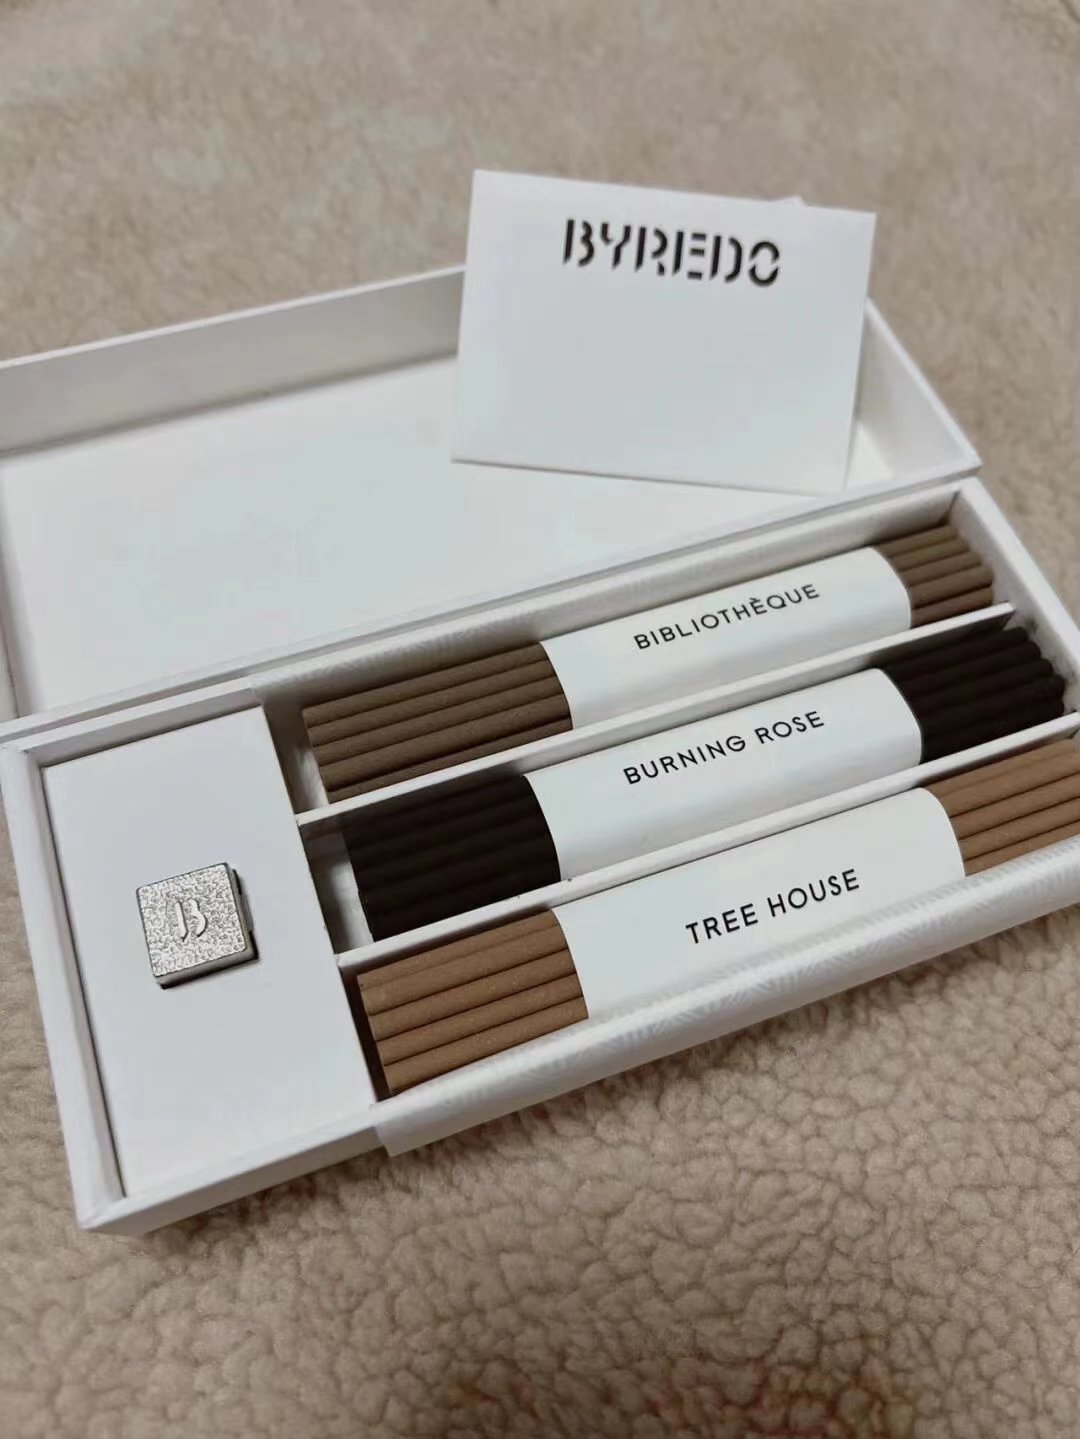 BYREDO
BIBLIOTHÈQUE
BURNING ROSE
TREE HOUSE
B